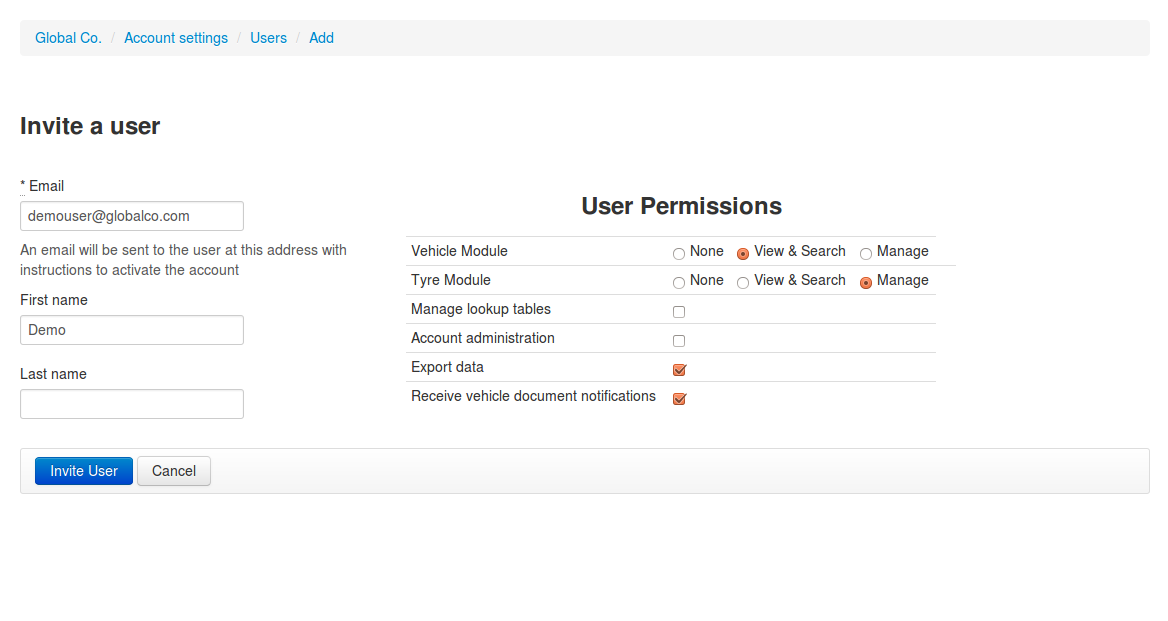 Global Co. / Account settings / Users / Add
Invite a user
* Email
demouser@globalco.com
An email will be sent to the user at this address with
instructions to activate the account
First name
Demo
Last name
User Permissions
Vehicle Module None View & Search Manage
Tyre Module None View & Search Manage
Manage lookup tables
Account administration
Export data
Receive vehicle document notifications
Invite User Cancel